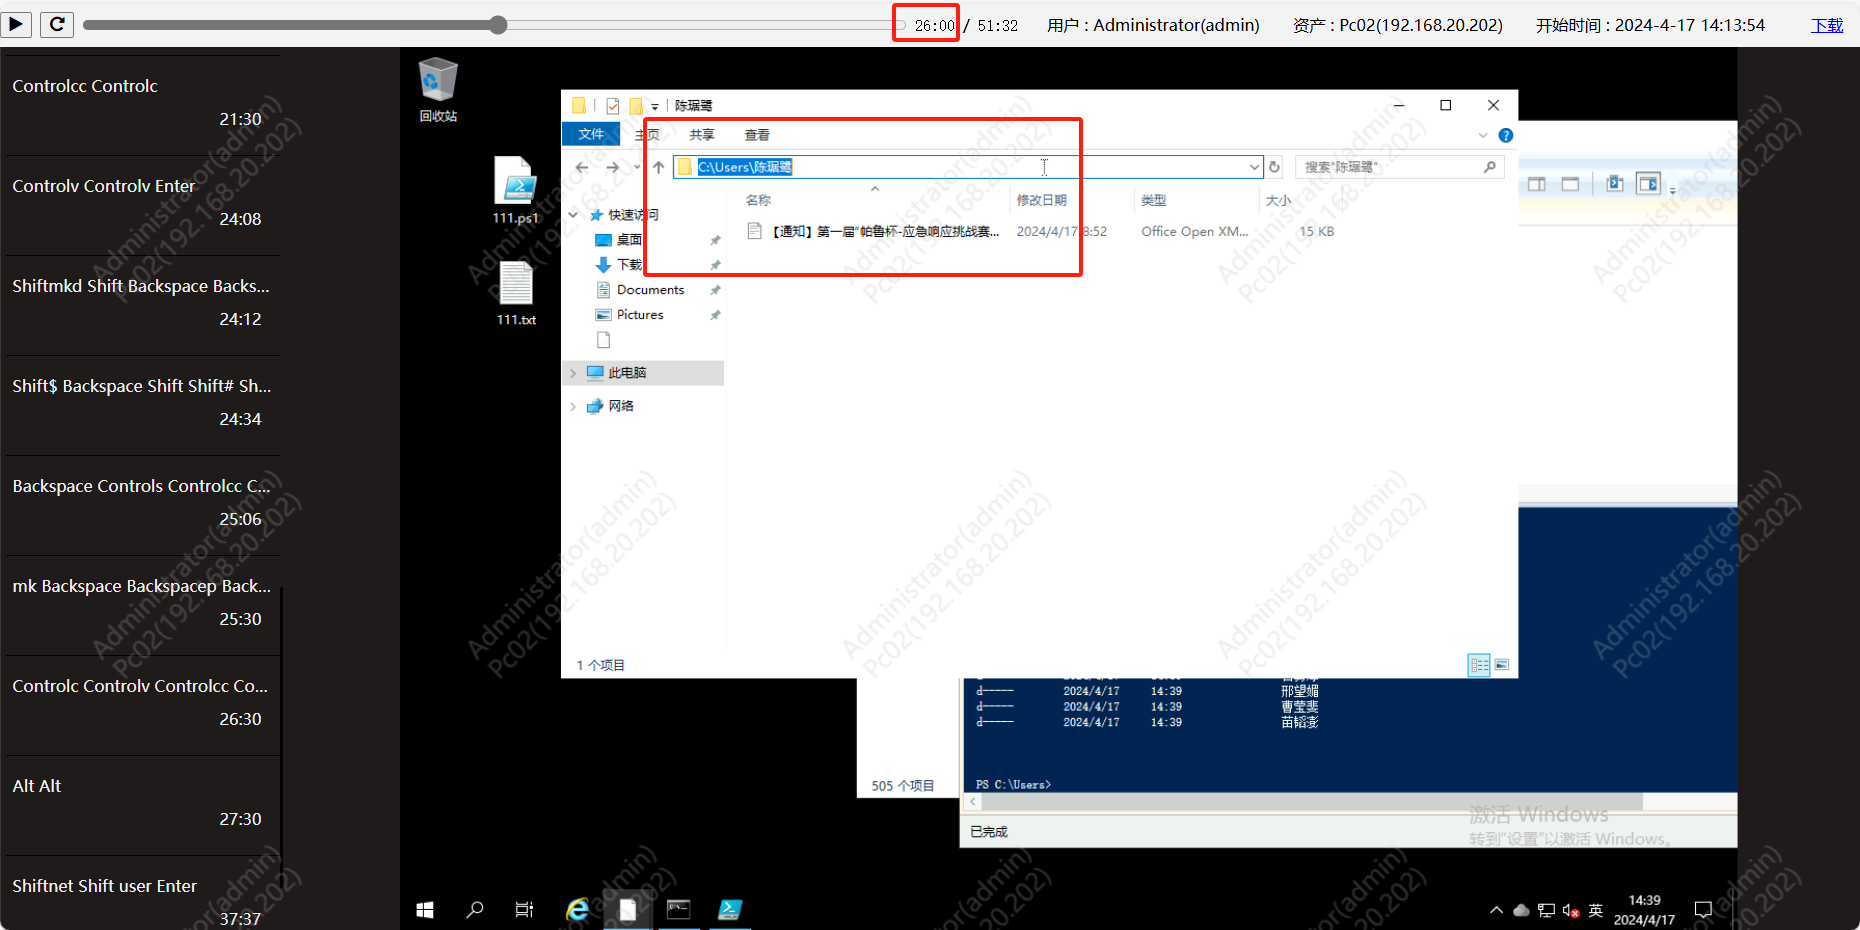 26:00 / 51:32 用户 : Administrator(admin) 资产 : Pc02(192.168.20.202) 开始时间 : 2024-4-17 14:13:54 下载
Controlcc Controlc
21:30
Controlv Controlv Enter
24:08
Shiftmkd Shift Backspace Backs...
24:12
Shift$ Backspace Shift Shift# Sh...
24:34
Backspace Controls Controlcc C...
25:06
mk Backspace Backspacep Back...
25:30
Controlc Controlv Controlcc Co...
26:30
Alt Alt
27:30
Shiftnet Shift user Enter
37:37
回收站
111.ps1
111.txt
陈琚鹭
文件 主页 共享 查看
C:\Users\陈琚鹭
搜索"陈琚鹭"
名称 修改日期 类型 大小
【通知】第一届"帕鲁杯-应急响应挑战赛... 2024/4/17 8:52 Office Open XM... 15 KB
快速访问
桌面
下载
Documents
Pictures
此电脑
网络
1 个项目
505 个项目
d----- 2024/4/17 14:39 邢望媚
d----- 2024/4/17 14:39 曹莹斐
d----- 2024/4/17 14:39 苗韬澎
PS C:\Users>
已完成
激活 Windows
转到"设置"以激活 Windows。
英
14:39
2024/4/17
Administrator(admin)
Pc02(192.168.20.202)